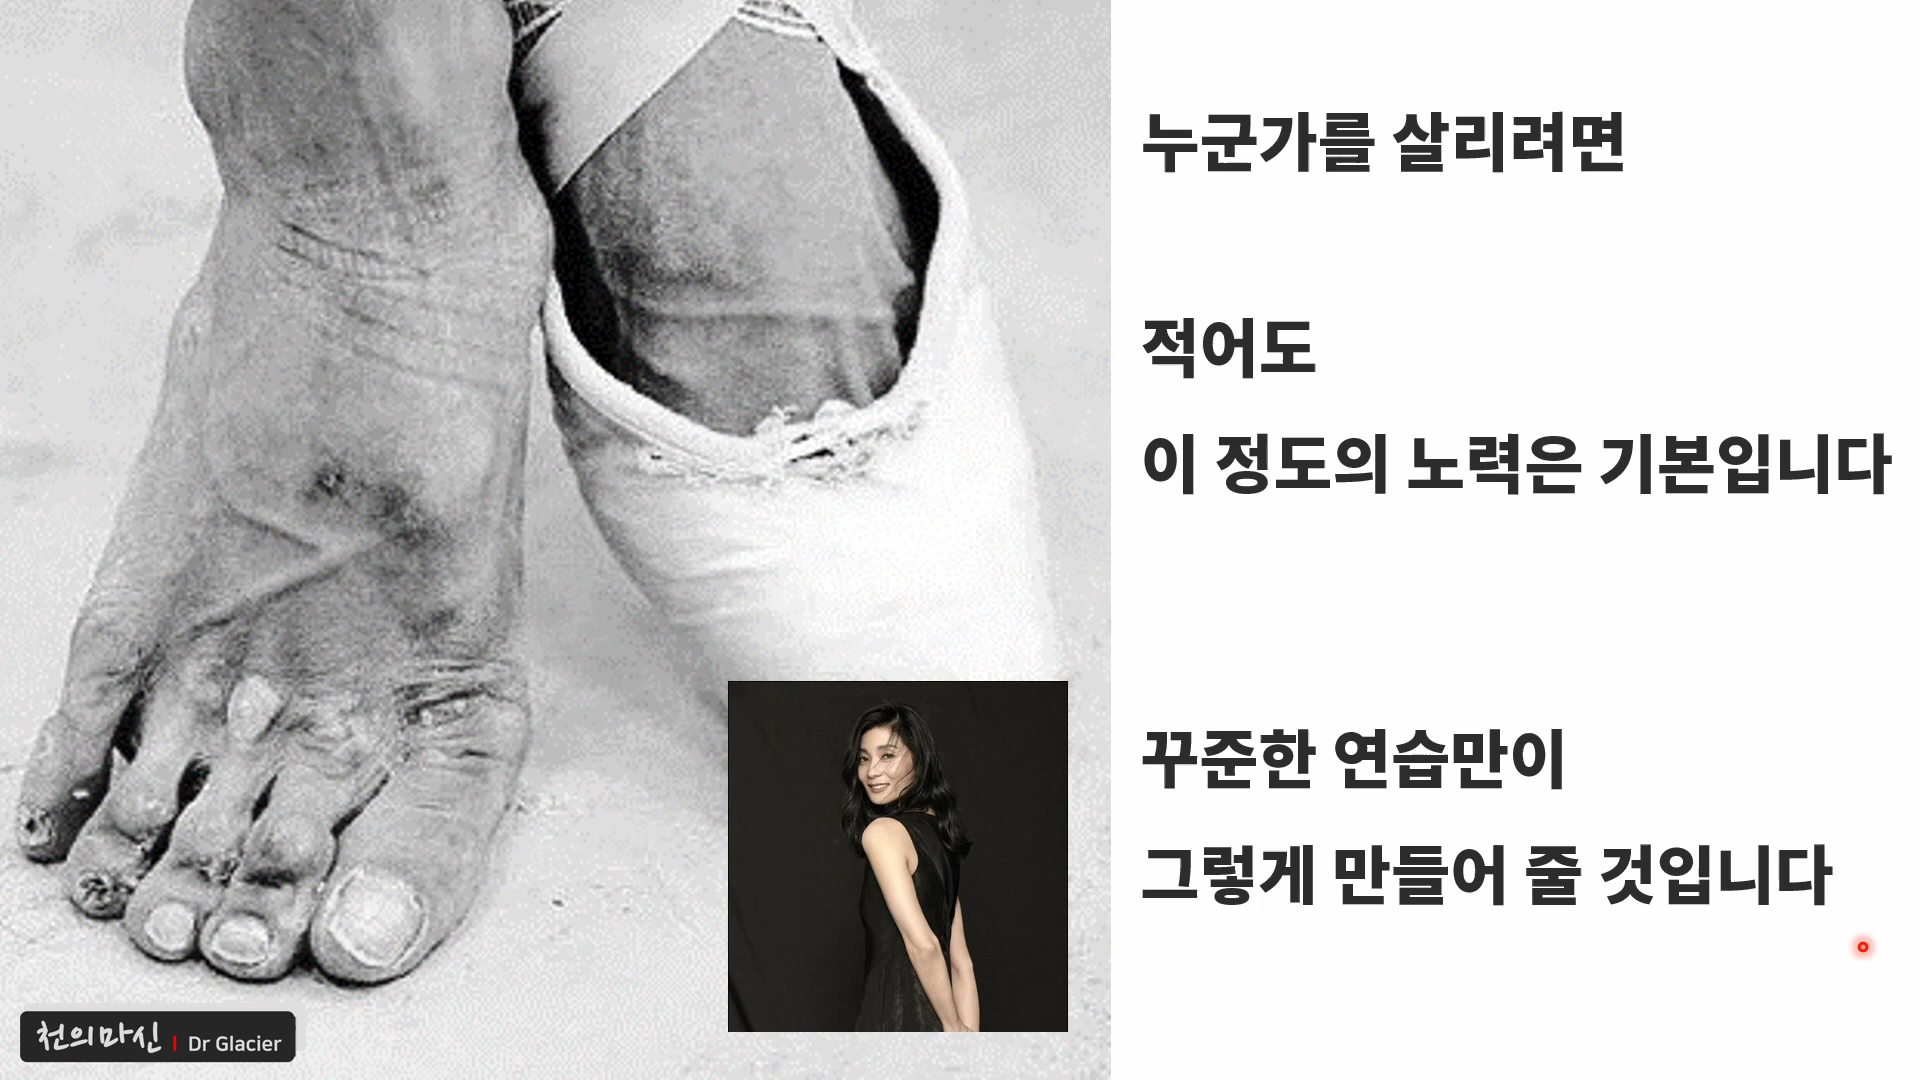 누군가를 살리려면
적어도
이 정도의 노력은 기본입니다
꾸준한 연습만이
그렇게 만들어 줄 것입니다
천의마신 | Dr Glacier